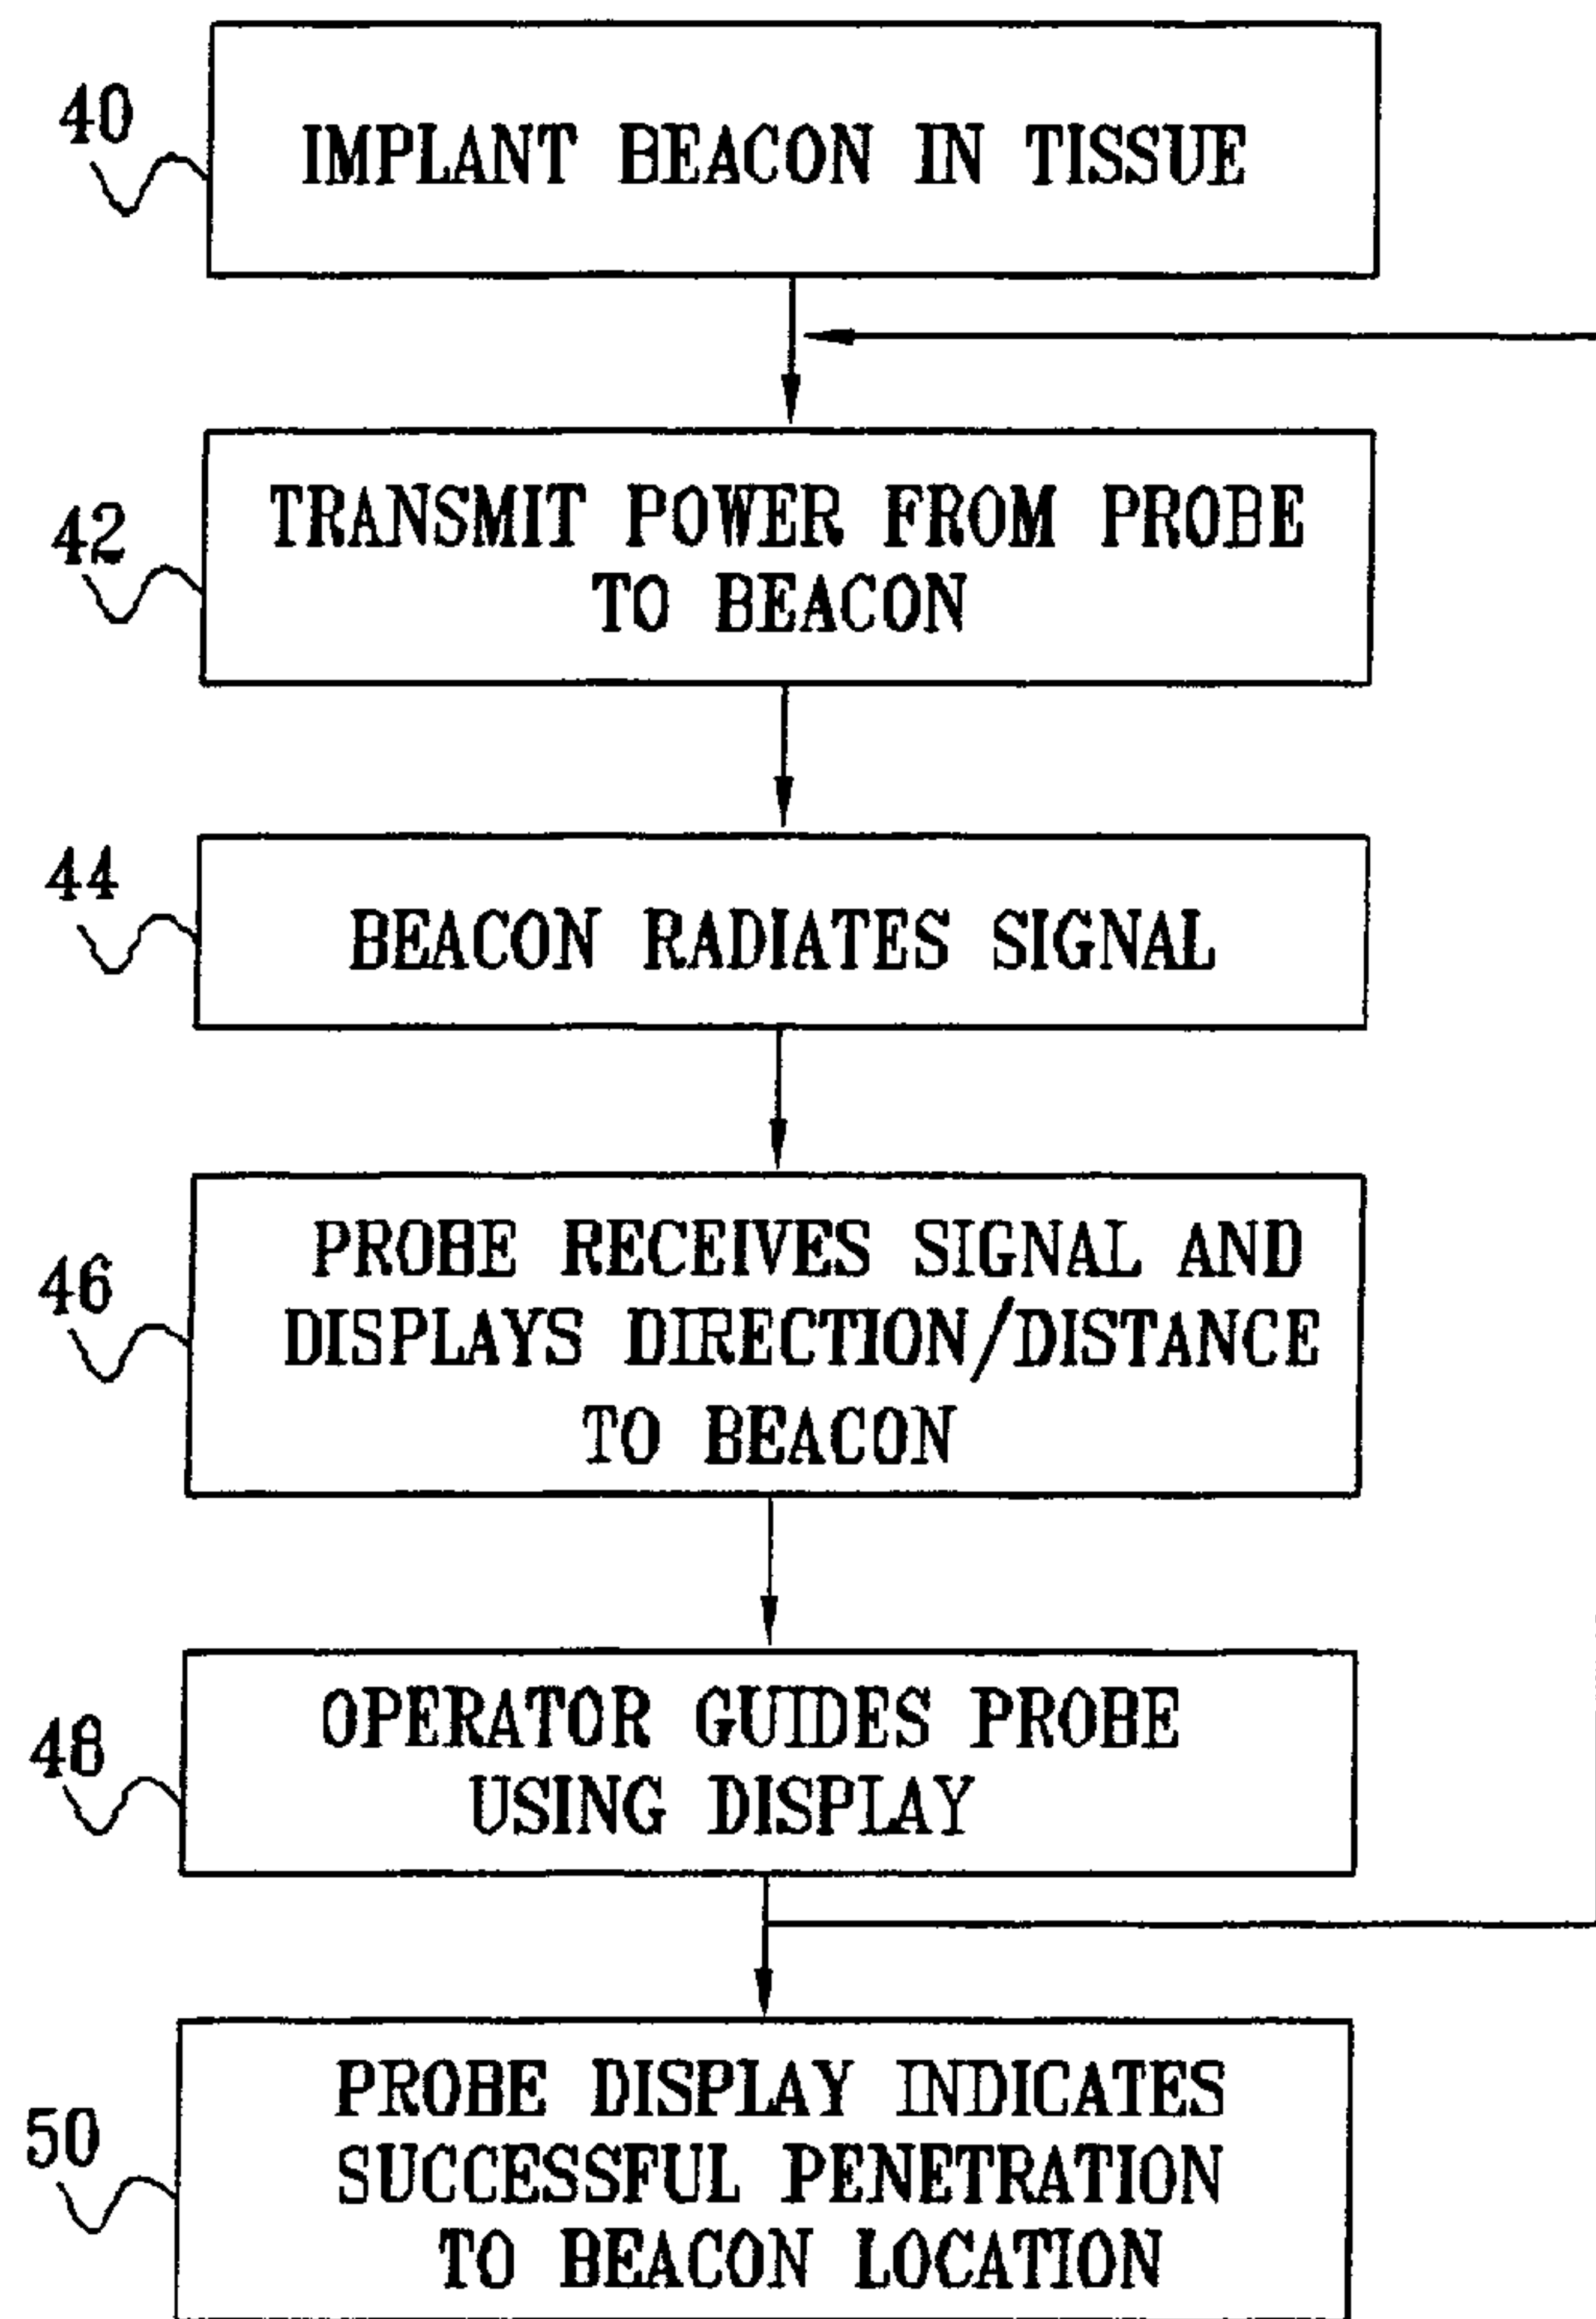 40
IMPLANT BEACON IN TISSUE
42
TRANSMIT POWER FROM PROBE
TO BEACON
44
BEACON RADIATES SIGNAL
46
PROBE RECEIVES SIGNAL AND
DISPLAYS DIRECTION/DISTANCE
TO BEACON
48
OPERATOR GUIDES PROBE
USING DISPLAY
50
PROBE DISPLAY INDICATES
SUCCESSFUL PENETRATION
TO BEACON LOCATION